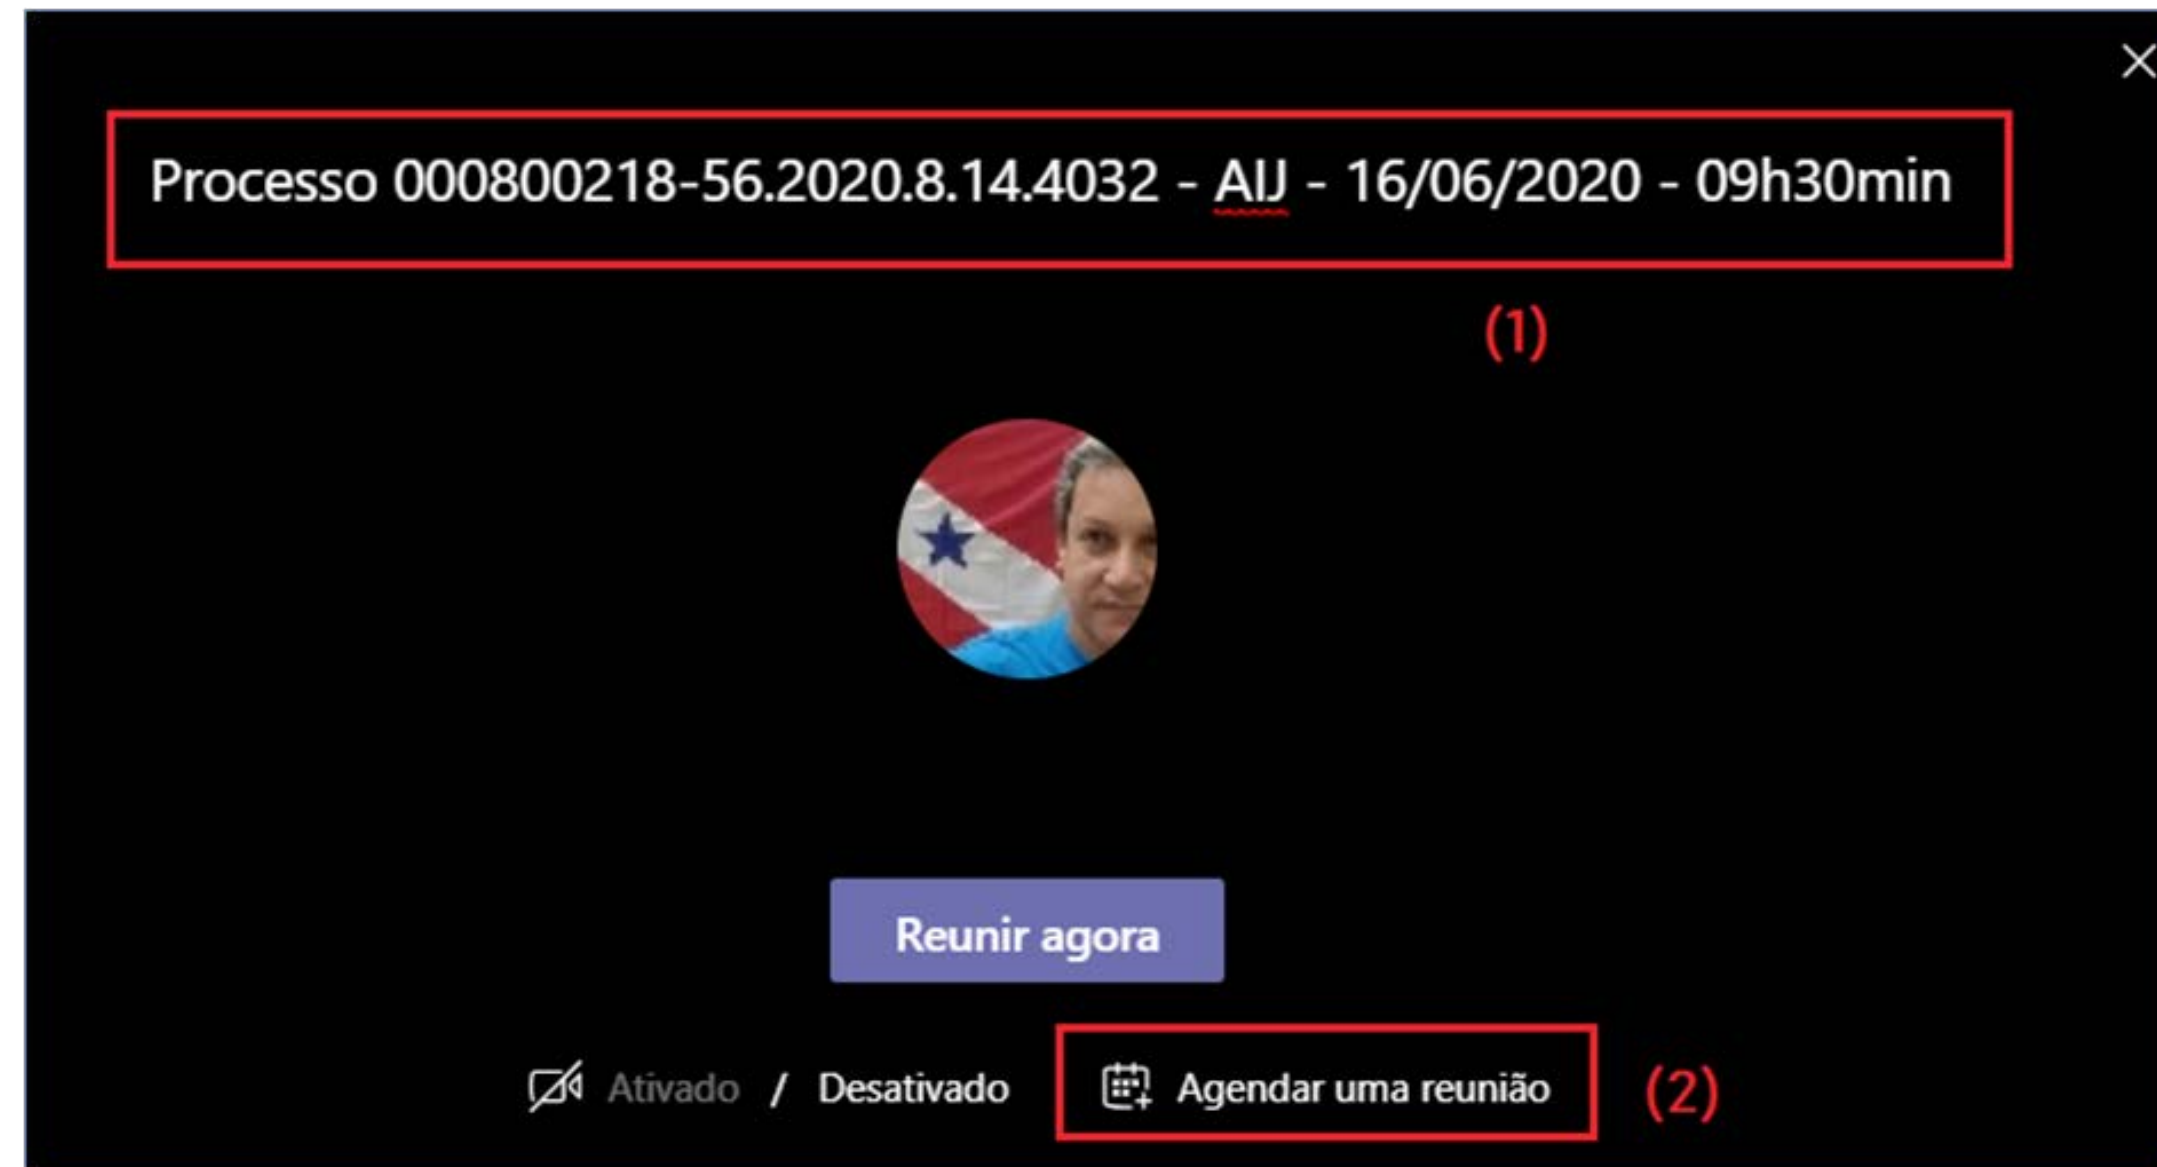 Processo 000800218-56.2020.8.14.4032 - AIJ - 16/06/2020 - 09h30min
(1)
Reunir agora
Ativado / Desativado
Agendar uma reunião
(2)